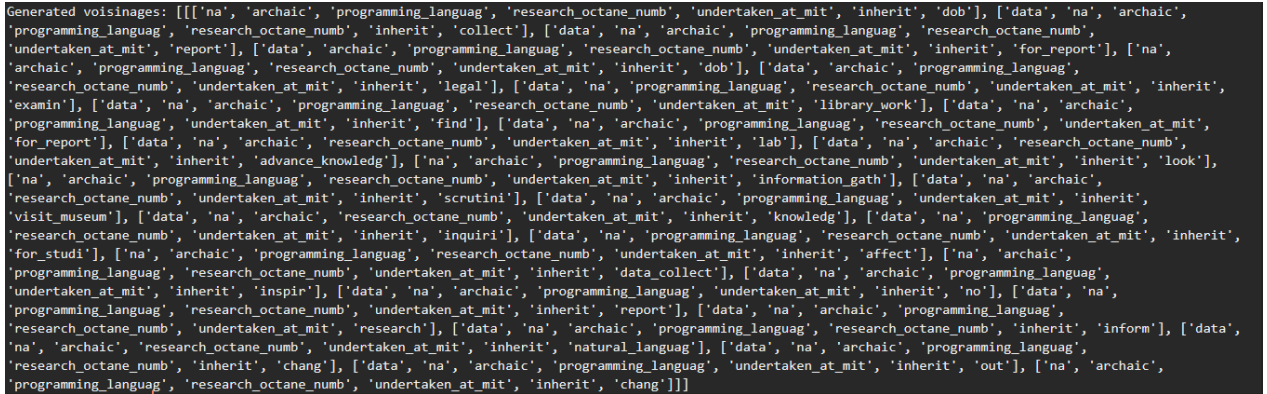 Generated voisinages: [[['na', 'archaic', 'programming_languag', 'research_octane_numb', 'undertaken_at_mit', 'inherit', 'dob'], ['data', 'na', 'archaic',
'programming_languag', 'research_octane_numb', 'inherit', 'collect'], ['data', 'na', 'archaic', 'programming_languag', 'research_octane_numb',
'undertaken_at_mit', 'report'], ['data', 'archaic', 'programming_languag', 'research_octane_numb', 'undertaken_at_mit', 'inherit', 'for_report'], ['na',
'archaic', 'programming_languag', 'research_octane_numb', 'undertaken_at_mit', 'inherit', 'dob'], ['data', 'archaic', 'programming_languag',
'research_octane_numb', 'undertaken_at_mit', 'inherit', 'legal'], ['data', 'na', 'programming_languag', 'research_octane_numb', 'undertaken_at_mit', 'inherit',
'examin'], ['data', 'na', 'archaic', 'programming_languag', 'research_octane_numb', 'undertaken_at_mit', 'library_work'], ['data', 'na', 'archaic',
'programming_languag', 'undertaken_at_mit', 'inherit', 'find'], ['data', 'na', 'archaic', 'programming_languag', 'research_octane_numb', 'undertaken_at_mit',
'for_report'], ['data', 'na', 'archaic', 'research_octane_numb', 'undertaken_at_mit', 'inherit', 'lab'], ['data', 'na', 'archaic', 'research_octane_numb',
'undertaken_at_mit', 'inherit', 'advance_knowledg'], ['na', 'archaic', 'programming_languag', 'research_octane_numb', 'undertaken_at_mit', 'inherit', 'look'],
['na', 'archaic', 'programming_languag', 'research_octane_numb', 'undertaken_at_mit', 'inherit', 'information_gath'], ['data', 'na', 'archaic',
'research_octane_numb', 'undertaken_at_mit', 'inherit', 'scrutini'], ['data', 'na', 'archaic', 'programming_languag', 'undertaken_at_mit', 'inherit',
'visit_museum'], ['data', 'na', 'archaic', 'research_octane_numb', 'undertaken_at_mit', 'inherit', 'knowledg'], ['data', 'na', 'programming_languag',
'research_octane_numb', 'undertaken_at_mit', 'inherit', 'inquiri'], ['data', 'na', 'programming_languag', 'research_octane_numb', 'undertaken_at_mit', 'inherit',
'for_studi'], ['na', 'archaic', 'programming_languag', 'research_octane_numb', 'undertaken_at_mit', 'inherit', 'affect'], ['na', 'archaic',
'programming_languag', 'research_octane_numb', 'undertaken_at_mit', 'inherit', 'data_collect'], ['data', 'na', 'archaic', 'programming_languag',
'undertaken_at_mit', 'inherit', 'inspir'], ['data', 'na', 'archaic', 'programming_languag', 'undertaken_at_mit', 'inherit', 'no'], ['data', 'na',
'programming_languag', 'research_octane_numb', 'undertaken_at_mit', 'inherit', 'report'], ['data', 'na', 'archaic', 'programming_languag',
'research_octane_numb', 'undertaken_at_mit', 'research'], ['data', 'na', 'archaic', 'programming_languag', 'research_octane_numb', 'inherit', 'inform'], ['data',
'na', 'archaic', 'research_octane_numb', 'undertaken_at_mit', 'inherit', 'natural_languag'], ['data', 'na', 'archaic', 'programming_languag',
'research_octane_numb', 'inherit', 'chang'], ['data', 'na', 'archaic', 'programming_languag', 'undertaken_at_mit', 'inherit', 'out'], ['na', 'archaic',
'programming_languag', 'research_octane_numb', 'undertaken_at_mit', 'inherit', 'chang']]]